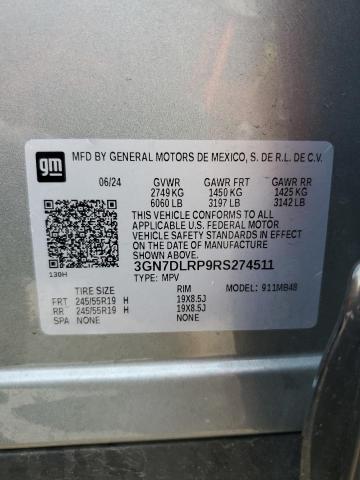 gm
MFD BY GENERAL MOTORS DE MEXICO, S. DE R.L. DE C.V.
06/24 GVWR GAWR FRT GAWR RR
2749 KG 1450 KG 1425 KG
6060 LB 3197 LB 3142 LB
THIS VEHICLE CONFORMS TO ALL
APPLICABLE U.S. FEDERAL MOTOR
VEHICLE SAFETY STANDARDS IN
EFFECT ON THE DATE OF
MANUFACTURE SHOWN ABOVE.
3GN7DLRP9RS274511
130H
TYPE: MPV
TIRE SIZE RIM MODEL: 911MB48
FRT 245/55R19 H 19X8.5J
RR 245/55R19 H 19X8.5J
SPA NONE NONE